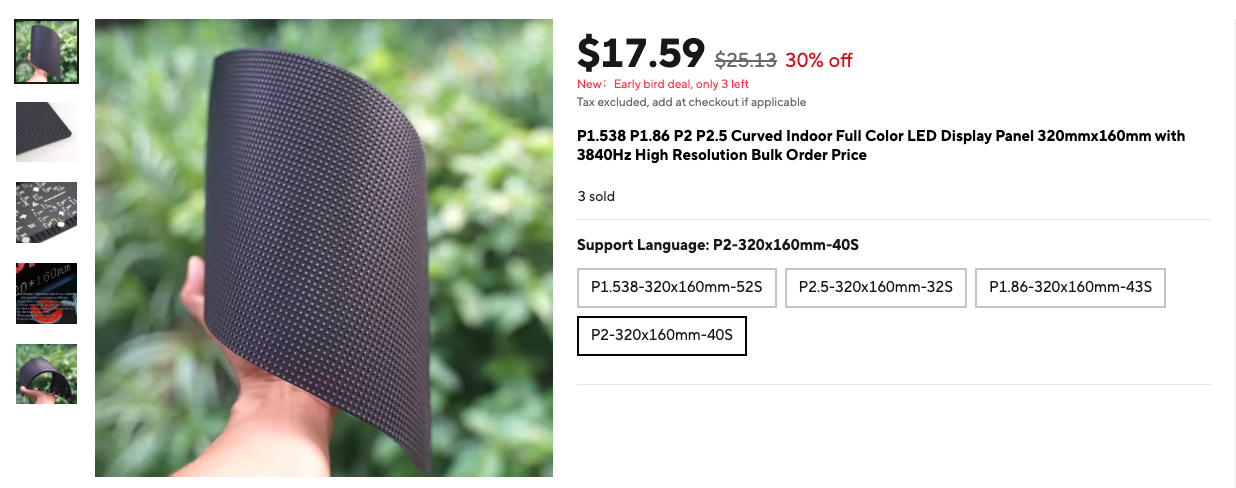 $17.59 $25.13 30% off
New: Early bird deal, only 3 left
Tax excluded, add at checkout if applicable
P1.538 P1.86 P2 P2.5 Curved Indoor Full Color LED Display Panel 320mmx160mm with
3840Hz High Resolution Bulk Order Price
3 sold
Support Language: P2-320x160mm-40S
P1.538-320x160mm-52S P2.5-320x160mm-32S P1.86-320x160mm-43S
P2-320x160mm-40S